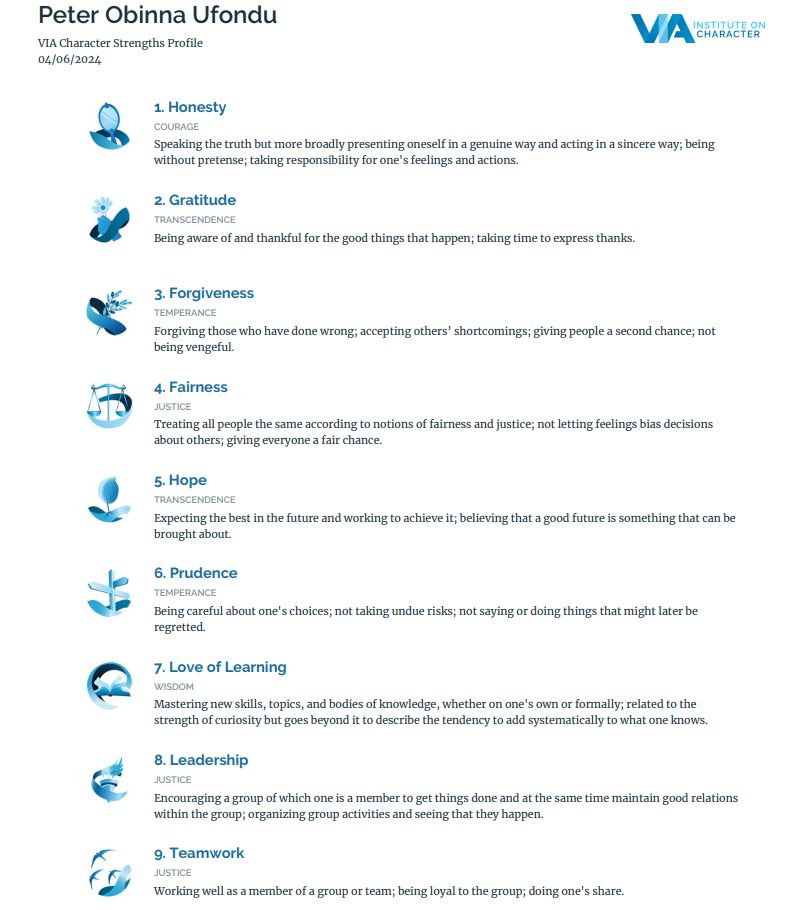 Peter Obinna Ufondu
VIA INSTITUTE ON
CHARACTER
VIA Character Strengths Profile
04/06/2024
1. Honesty
COURAGE
Speaking the truth but more broadly presenting oneself in a genuine way and acting in a sincere way; being
without pretense; taking responsibility for one's feelings and actions.
2. Gratitude
TRANSCENDENCE
Being aware of and thankful for the good things that happen; taking time to express thanks.
3. Forgiveness
TEMPERANCE
Forgiving those who have done wrong; accepting others’ shortcomings; giving people a second chance; not
being vengeful.
4. Fairness
JUSTICE
Treating all people the same according to notions of fairness and justice; not letting feelings bias decisions
about others; giving everyone a fair chance.
5. Hope
TRANSCENDENCE
Expecting the best in the future and working to achieve it; believing that a good future is something that can be
brought about.
6. Prudence
TEMPERANCE
Being careful about one's choices; not taking undue risks; not saying or doing things that might later be
regretted.
7. Love of Learning
WISDOM
Mastering new skills, topics, and bodies of knowledge, whether on one's own or formally; related to the
strength of curiosity but goes beyond it to describe the tendency to add systematically to what one knows.
8. Leadership
JUSTICE
Encouraging a group of which one is a member to get things done and at the same time maintain good relations
within the group; organizing group activities and seeing that they happen.
9. Teamwork
JUSTICE
Working well as a member of a group or team; being loyal to the group; doing one's share.